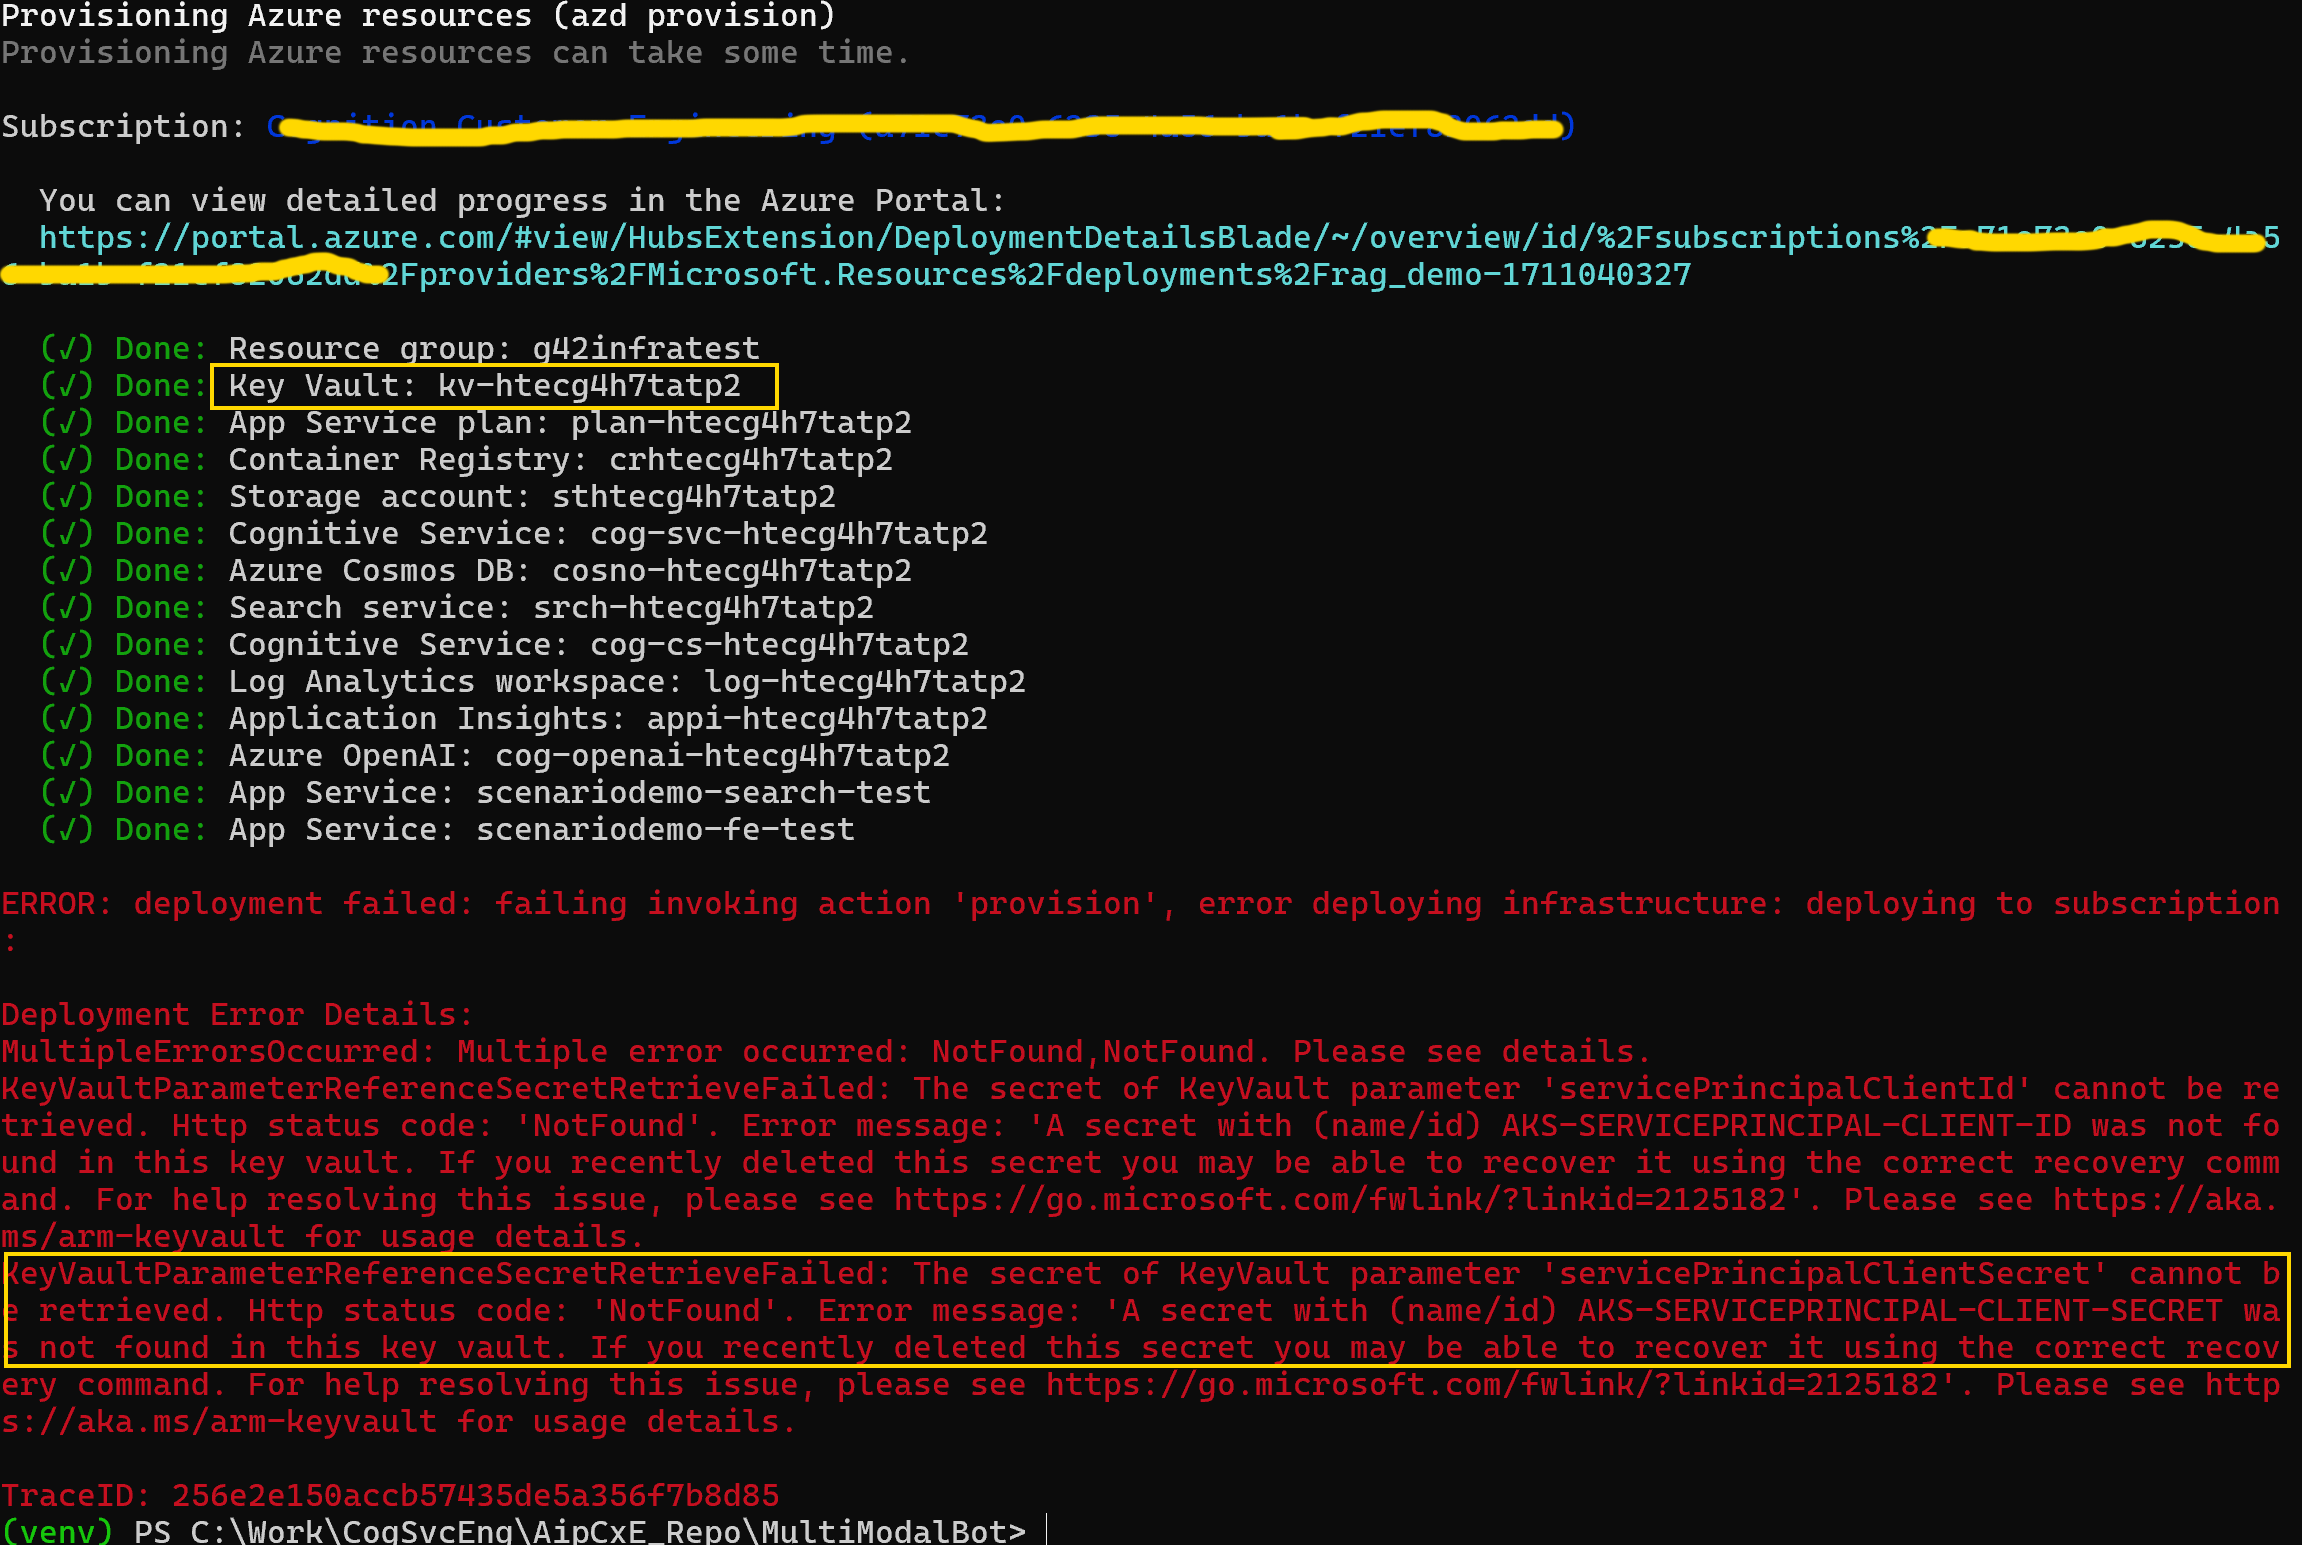 Provisioning Azure resources (azd provision)
Provisioning Azure resources can take some time.
Subscription:
You can view detailed progress in the Azure Portal:
https://portal.azure.com/#view/HubsExtension/DeploymentDetailsBlade/~/overview/id/%2Fsubscriptions%2F
%2Fproviders%2FMicrosoft.Resources%2Fdeployments%2Frag_demo-1711040327
(✓) Done: Resource group: g42infratest
(✓) Done: Key Vault: kv-htecg4h7tatp2
(✓) Done: App Service plan: plan-htecg4h7tatp2
(✓) Done: Container Registry: crhtecg4h7tatp2
(✓) Done: Storage account: sthtecg4h7tatp2
(✓) Done: Cognitive Service: cog-svc-htecg4h7tatp2
(✓) Done: Azure Cosmos DB: cosno-htecg4h7tatp2
(✓) Done: Search service: srch-htecg4h7tatp2
(✓) Done: Cognitive Service: cog-cs-htecg4h7tatp2
(✓) Done: Log Analytics workspace: log-htecg4h7tatp2
(✓) Done: Application Insights: appi-htecg4h7tatp2
(✓) Done: Azure OpenAI: cog-openai-htecg4h7tatp2
(✓) Done: App Service: scenariodemo-search-test
(✓) Done: App Service: scenariodemo-fe-test
ERROR: deployment failed: failing invoking action 'provision', error deploying infrastructure: deploying to subscription
:
Deployment Error Details:
MultipleErrorsOccurred: Multiple error occurred: NotFound,NotFound. Please see details.
KeyVaultParameterReferenceSecretRetrieveFailed: The secret of KeyVault parameter 'servicePrincipalClientId' cannot be re
trieved. Http status code: 'NotFound'. Error message: 'A secret with (name/id) AKS-SERVICEPRINCIPAL-CLIENT-ID was not fo
und in this key vault. If you recently deleted this secret you may be able to recover it using the correct recovery comm
and. For help resolving this issue, please see https://go.microsoft.com/fwlink/?linkid=2125182'. Please see https://aka.
ms/arm-keyvault for usage details.
KeyVaultParameterReferenceSecretRetrieveFailed: The secret of KeyVault parameter 'servicePrincipalClientSecret' cannot b
e retrieved. Http status code: 'NotFound'. Error message: 'A secret with (name/id) AKS-SERVICEPRINCIPAL-CLIENT-SECRET wa
s not found in this key vault. If you recently deleted this secret you may be able to recover it using the correct recov
ery command. For help resolving this issue, please see https://go.microsoft.com/fwlink/?linkid=2125182'. Please see http
s://aka.ms/arm-keyvault for usage details.
TraceID: 256e2e150accb57435de5a356f7b8d85
(venv) PS C:\Work\CogSvcEng\AipCxE_Repo\MultiModalBot>